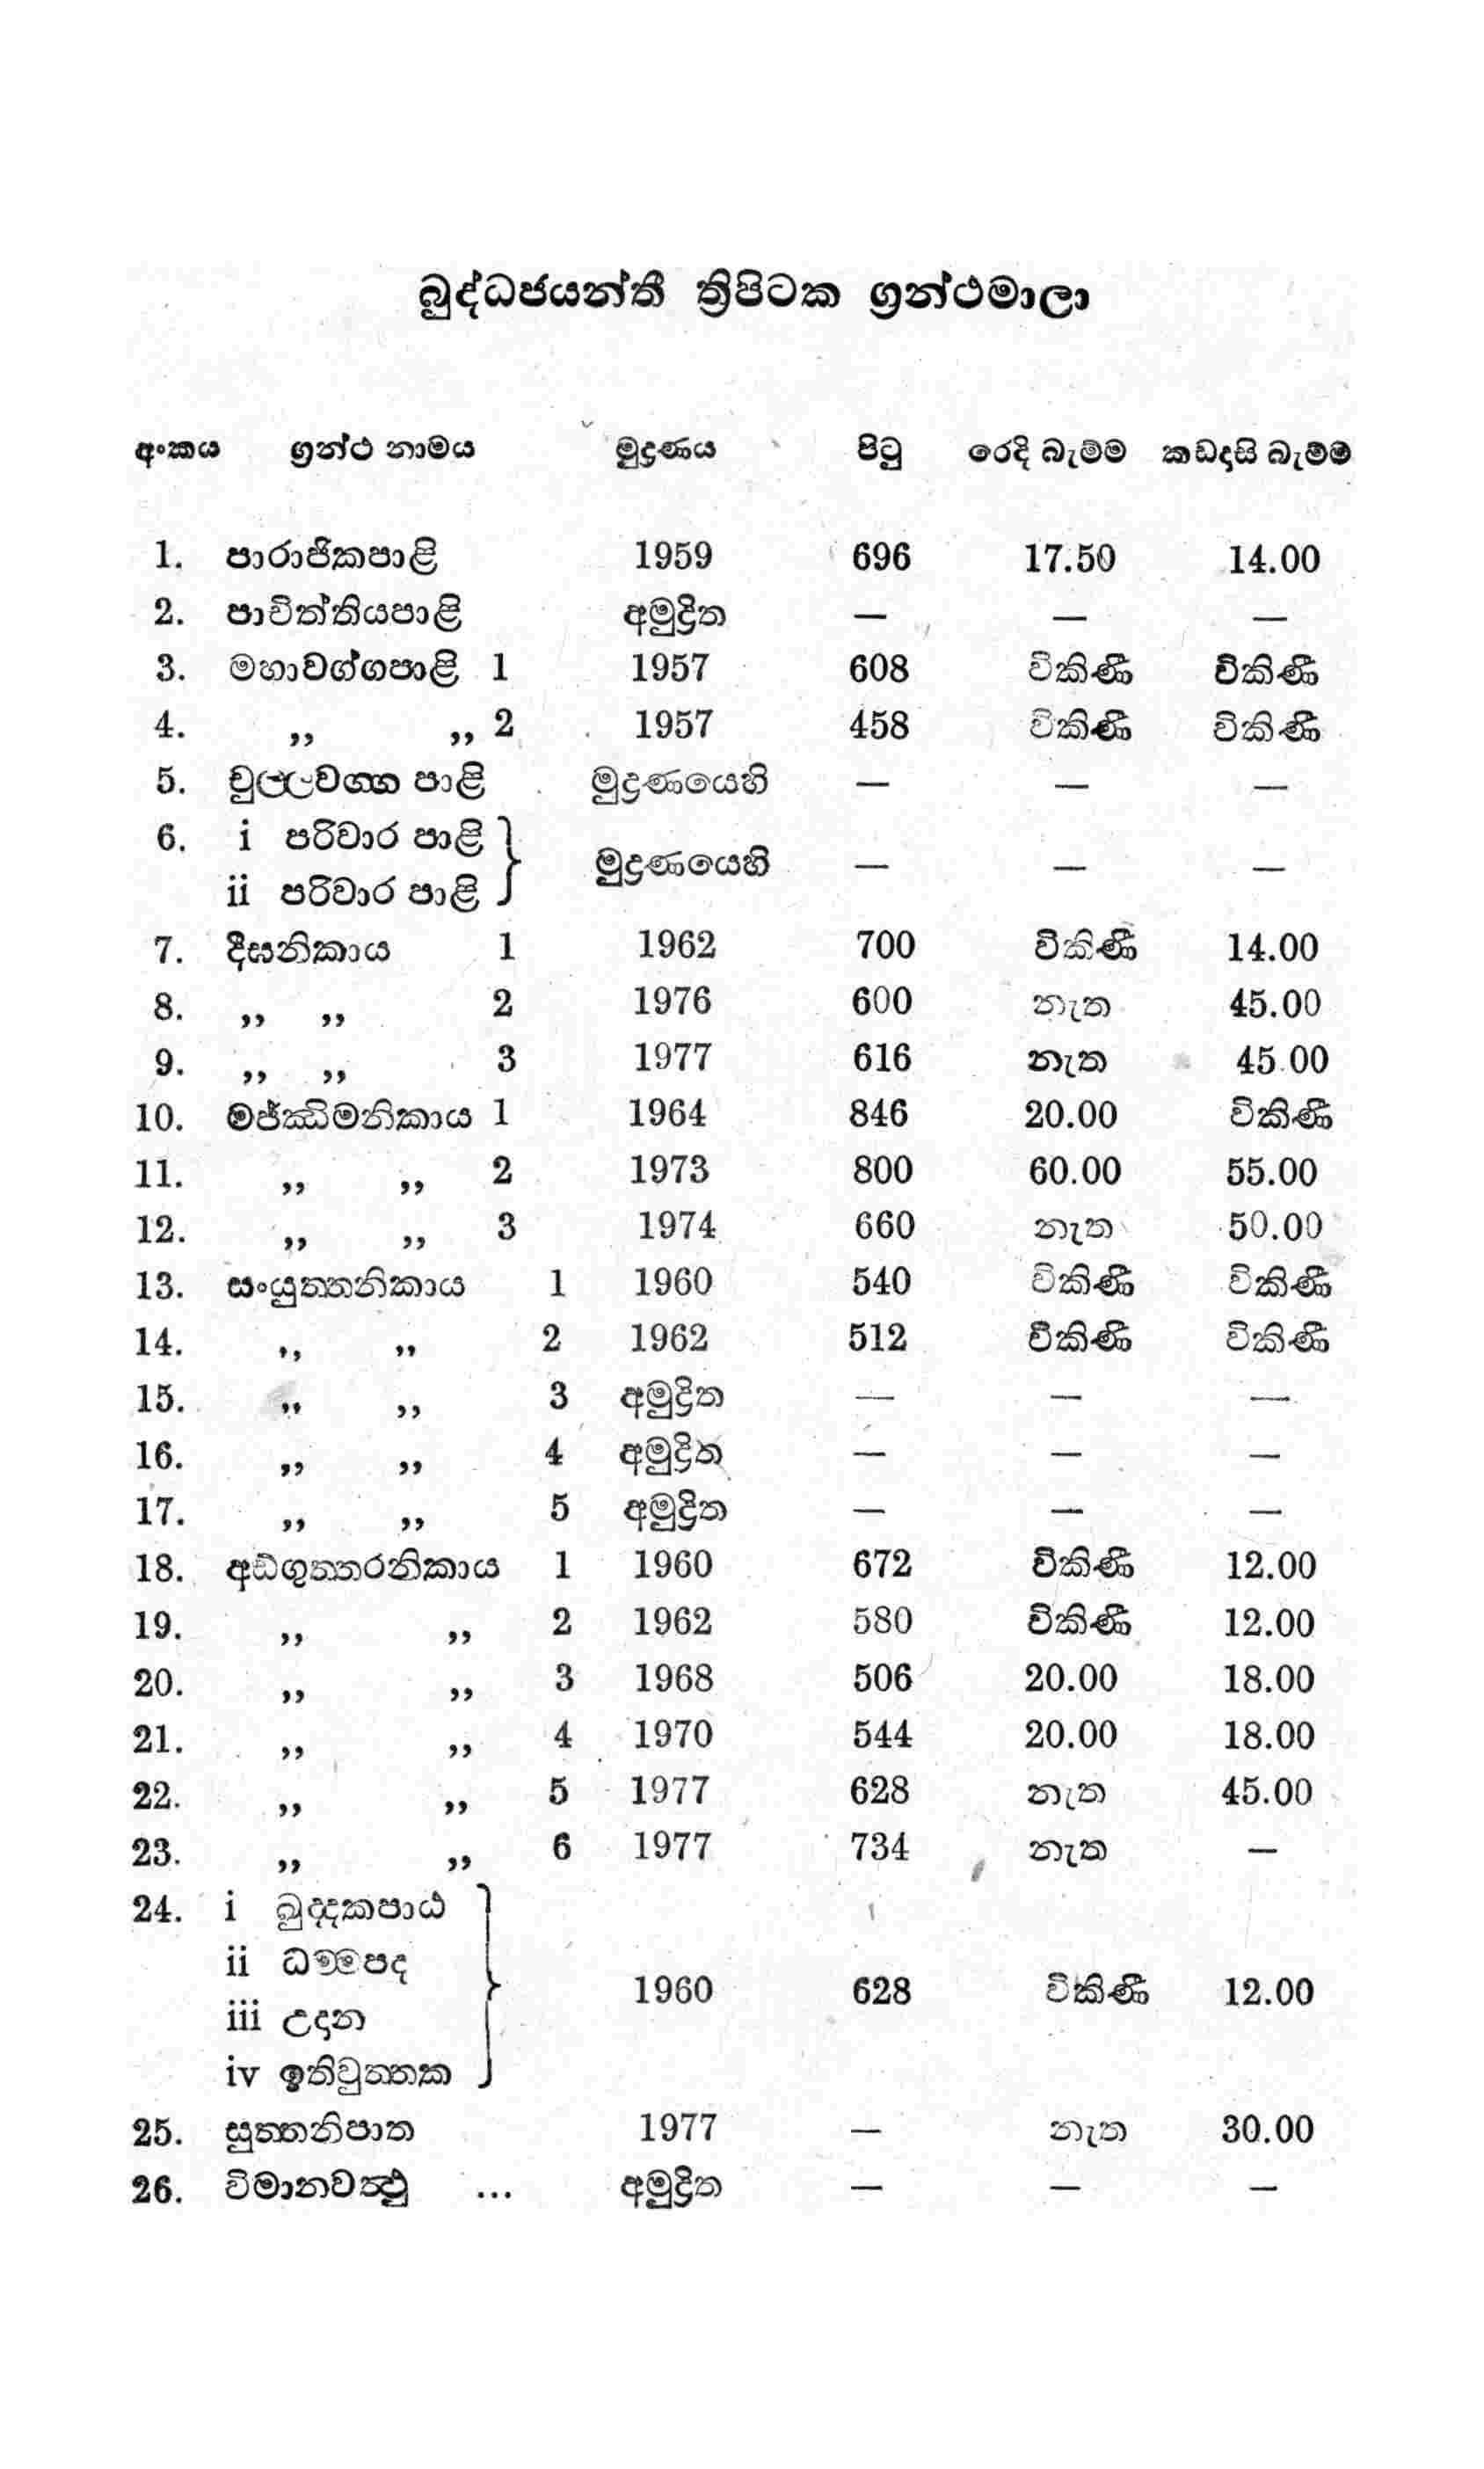 බුද්ධජයන්තී ත්‍රිපිටක ග්‍රන්ථමාලා
අංකය ග්‍රන්ථ නාමය මුද්‍රණය පිටු රෙදි බැම්ම කඩදාසි බැම්ම
1. පාරාජිකපාළි 1959 696 17.50 14.00
2. පාචිත්තියපාළි අමුද්‍රිත — — —
3. මහාවග්ගපාළි 1 1957 608 විකිණී විකිණී
4. ,, ,, 2 1957 458 විකිණී විකිණී
5. චුල්ලවග්ග පාළි මුද්‍රණයෙහි — — —
6. i පරිවාර පාළි
ii පරිවාර පාළි } මුද්‍රණයෙහි — — —
7. දීඝනිකාය 1 1962 700 විකිණී 14.00
8. ,, ,, 2 1976 600 නැත 45.00
9. ,, ,, 3 1977 616 නැත 45.00
10. මජ්ඣිමනිකාය 1 1964 846 20.00 විකිණී
11. ,, ,, 2 1973 800 60.00 55.00
12. ,, ,, 3 1974 660 නැත 50.00
13. සංයුත්තනිකාය 1 1960 540 විකිණී විකිණී
14. ,, ,, 2 1962 512 විකිණී විකිණී
15. ,, ,, 3 අමුද්‍රිත — — —
16. ,, ,, 4 අමුද්‍රිත — — —
17. ,, ,, 5 අමුද්‍රිත — — —
18. අඞ්ගුත්තරනිකාය 1 1960 672 විකිණී 12.00
19. ,, ,, 2 1962 580 විකිණී 12.00
20. ,, ,, 3 1968 506 20.00 18.00
21. ,, ,, 4 1970 544 20.00 18.00
22. ,, ,, 5 1977 628 නැත 45.00
23. ,, ,, 6 1977 734 නැත —
24. i ඛුද්දකපාඨ
ii ධම්මපද
iii උදාන
iv ඉතිවුත්තක } 1960 628 විකිණී 12.00
25. සුත්තනිපාත 1977 — නැත 30.00
26. විමානවත්ථු ... අමුද්‍රිත — — —